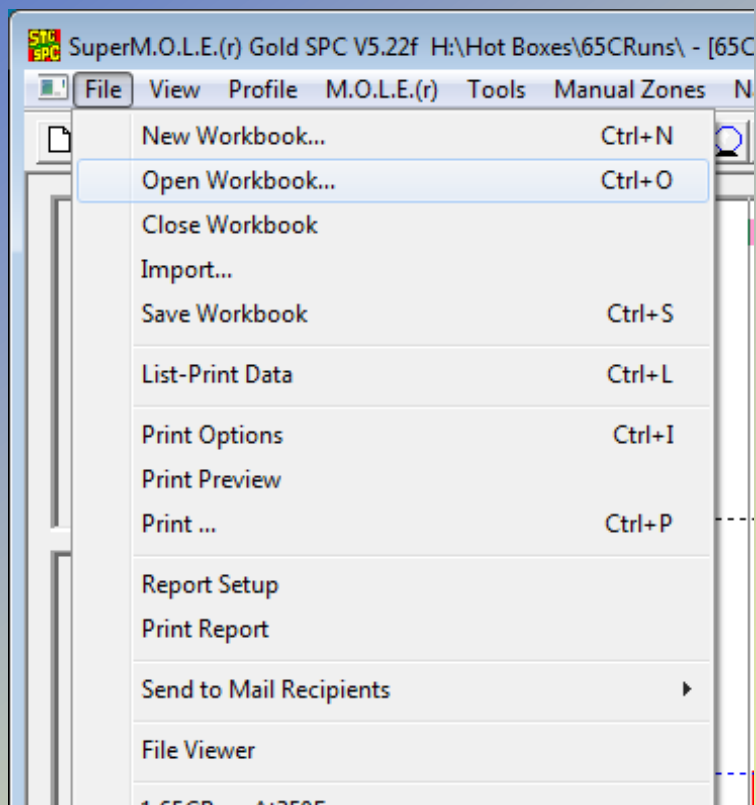 STG
SPC
SuperM.O.L.E.(r) Gold SPC V5.22f H:\Hot Boxes\65CRuns\ - [65C
File View Profile M.O.L.E.(r) Tools Manual Zones
New Workbook... Ctrl+N
Open Workbook... Ctrl+O
Close Workbook
Import...
Save Workbook Ctrl+S
List-Print Data Ctrl+L
Print Options Ctrl+I
Print Preview
Print ... Ctrl+P
Report Setup
Print Report
Send to Mail Recipients
File Viewer